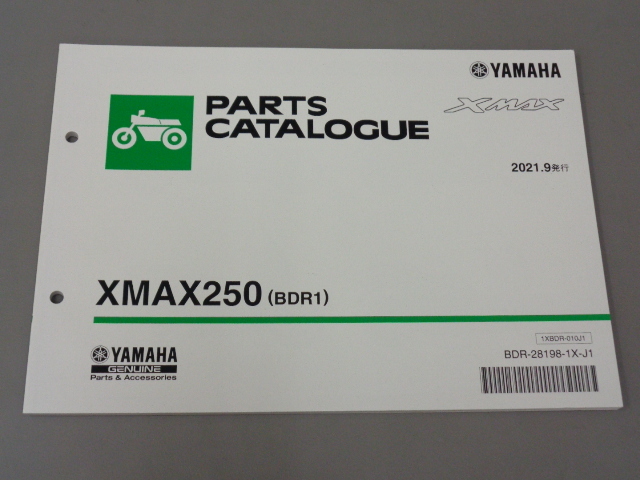 YAMAHA
XMAX
PARTS
CATALOGUE
2021.9発行
XMAX250 (BDR1)
YAMAHA
GENUINE
Parts & Accessories
1XBDR-010J1
BDR-28198-1X-J1